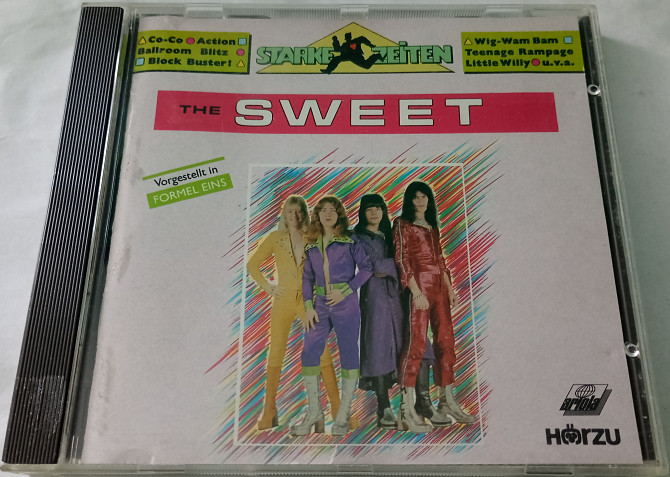 Co-Co Action
Ballroom Blitz
Block Buster!
STARKE ZEITEN
Wig-Wam Bam
Teenage Rampage
Little Willy u.v.a.
THE SWEET
Vorgestellt in
FORMEL EINS
ariola
HÖRZU